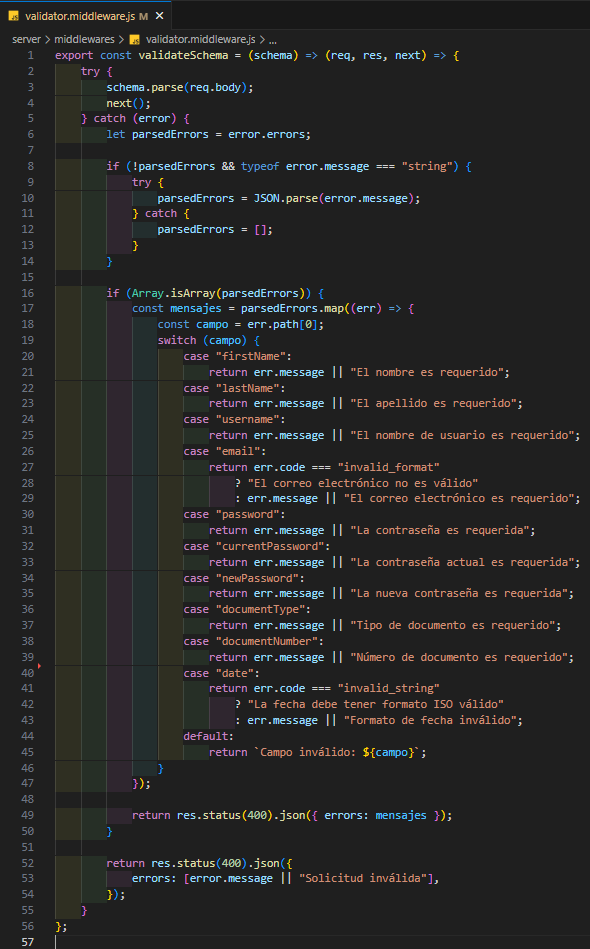 validator.middleware.js M ×
server > middlewares > validator.middleware.js > ...
1 export const validateSchema = (schema) => (req, res, next) => {
2 try {
3 schema.parse(req.body);
4 next();
5 } catch (error) {
6 let parsedErrors = error.errors;
7
8 if (!parsedErrors && typeof error.message === "string") {
9 try {
10 parsedErrors = JSON.parse(error.message);
11 } catch {
12 parsedErrors = [];
13 }
14 }
15
16 if (Array.isArray(parsedErrors)) {
17 const mensajes = parsedErrors.map((err) => {
18 const campo = err.path[0];
19 switch (campo) {
20 case "firstName":
21 return err.message || "El nombre es requerido";
22 case "lastName":
23 return err.message || "El apellido es requerido";
24 case "username":
25 return err.message || "El nombre de usuario es requerido";
26 case "email":
27 return err.code === "invalid_format"
28 ? "El correo electrónico no es válido"
29 : err.message || "El correo electrónico es requerido";
30 case "password":
31 return err.message || "La contraseña es requerida";
32 case "currentPassword":
33 return err.message || "La contraseña actual es requerida";
34 case "newPassword":
35 return err.message || "La nueva contraseña es requerida";
36 case "documentType":
37 return err.message || "Tipo de documento es requerido";
38 case "documentNumber":
39 return err.message || "Número de documento es requerido";
40 case "date":
41 return err.code === "invalid_string"
42 ? "La fecha debe tener formato ISO válido"
43 : err.message || "Formato de fecha inválido";
44 default:
45 return `Campo inválido: ${campo}`;
46 }
47 });
48
49 return res.status(400).json({ errors: mensajes });
50 }
51
52 return res.status(400).json({
53 errors: [error.message || "Solicitud inválida"],
54 });
55 }
56 };
57